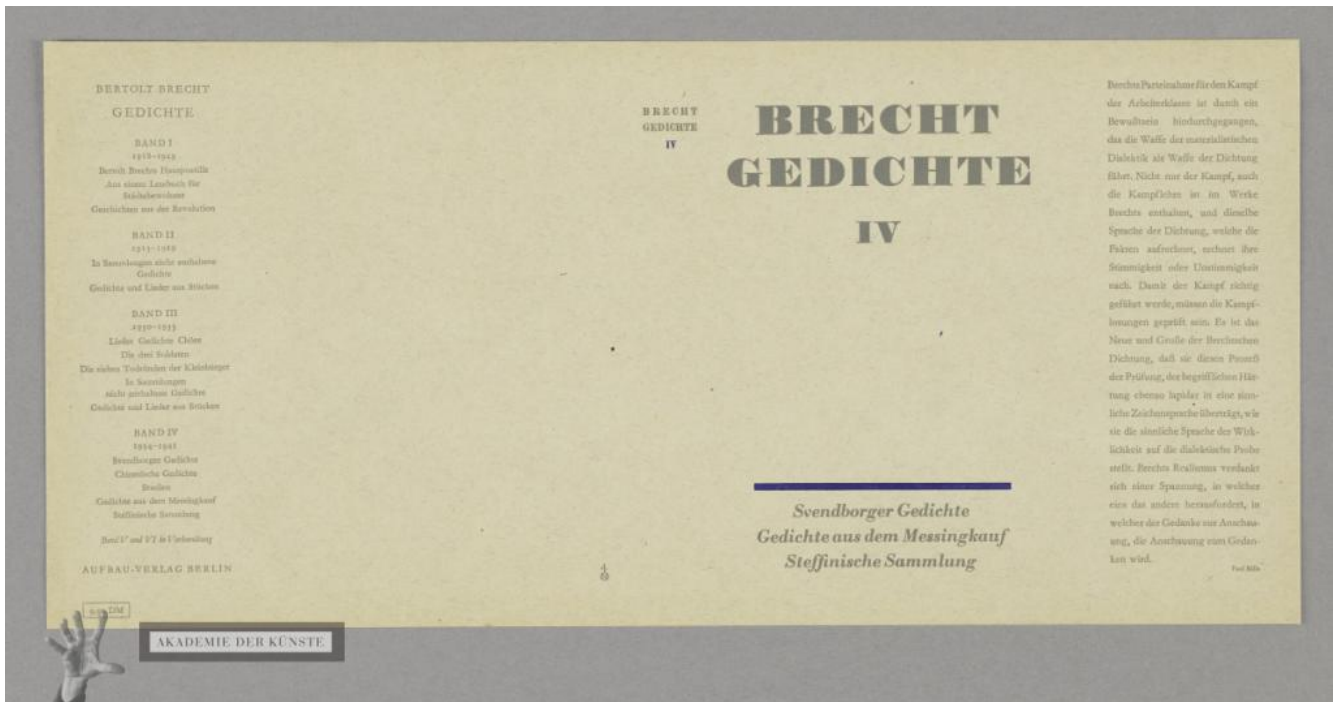 BERTOLT BRECHT
GEDICHTE
BAND I
1918–1929
Bertolt Brechts Hauspostille
Aus einem Lesebuch für
Städtebewohner
Geschichten aus der Revolution
BAND II
1913–1929
In Sammlungen nicht enthaltene
Gedichte
Gedichte und Lieder aus Stücken
BAND III
1930–1933
Lieder Gedichte Chöre
Die drei Soldaten
Die sieben Todsünden der Kleinbürger
In Sammlungen
nicht enthaltene Gedichte
Gedichte und Lieder aus Stücken
BAND IV
1934–1941
Svendborger Gedichte
Chinesische Gedichte
Studien
Gedichte aus dem Messingkauf
Steffinische Sammlung
Band V und VI in Vorbereitung
AUFBAU-VERLAG BERLIN
DM
BRECHT
GEDICHTE
IV
BRECHT
GEDICHTE
IV
Svendborger Gedichte
Gedichte aus dem Messingkauf
Steffinische Sammlung
Brechts Parteinahme für den Kampf
der Arbeiterklasse ist durch ein
Bewußtsein hindurchgegangen,
das die Waffe der materialistischen
Dialektik als Waffe der Dichtung
führt. Nicht nur der Kampf, auch
die Kampflehre ist im Werke
Brechts enthalten, und dieselbe
Sprache der Dichtung, welche die
Fakten aufrechnet, rechnet ihre
Stimmigkeit oder Unstimmigkeit
nach. Damit der Kampf richtig
geführt werde, müssen die Kampf-
losungen geprüft sein. Es ist das
Neue und Große der Brechtschen
Dichtung, daß sie diesen Prozeß
der Prüfung, der begrifflichen Här-
tung ebenso lapidar in eine sinn-
liche Zeichensprache überträgt, wie
sie die sinnliche Sprache der Wirk-
lichkeit auf die dialektische Probe
stellt. Brechts Realismus verdankt
sich einer Spannung, in welcher
eins das andere herausfordert, in
welcher der Gedanke zur Anschau-
ung, die Anschauung zum Gedan-
ken wird.
AKADEMIE DER KÜNSTE